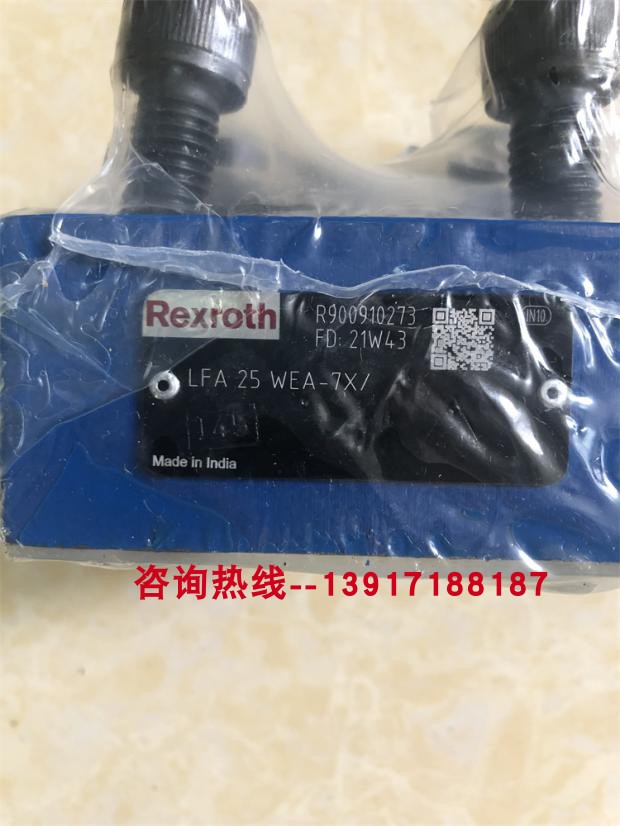 Rexroth
R900910273
FD: 21W43
IN10
LFA 25 WEA-7X/
Made in India
咨询热线--13917188187